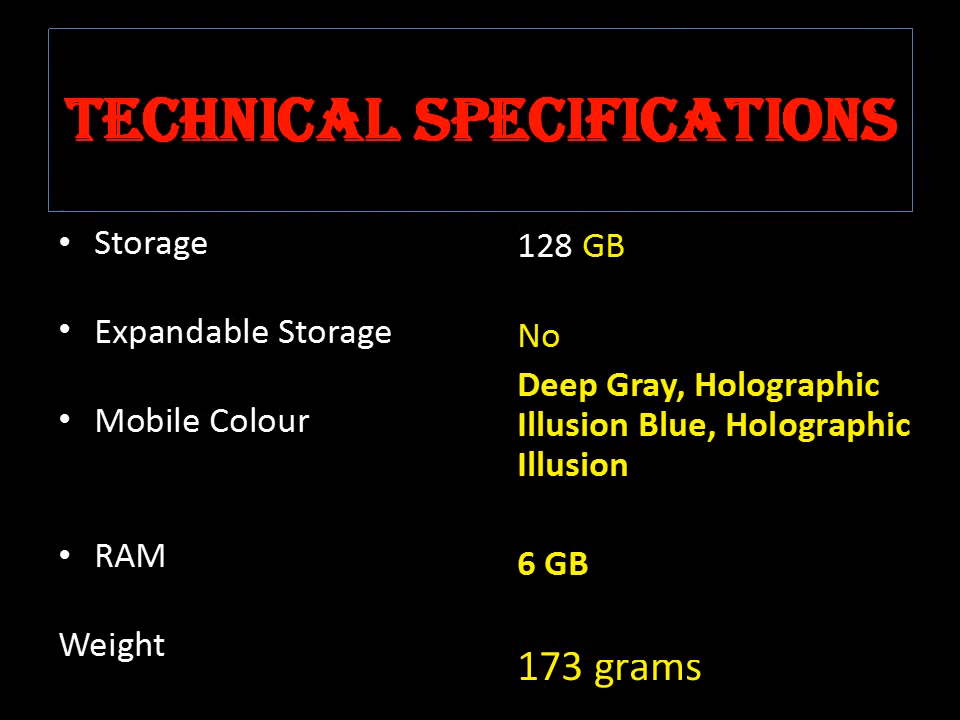 TECHNICAL SPECIFICATIONS
• Storage
128 GB
• Expandable Storage
No
• Mobile Colour
Deep Gray, Holographic
Illusion Blue, Holographic
Illusion
• RAM
6 GB
Weight
173 grams